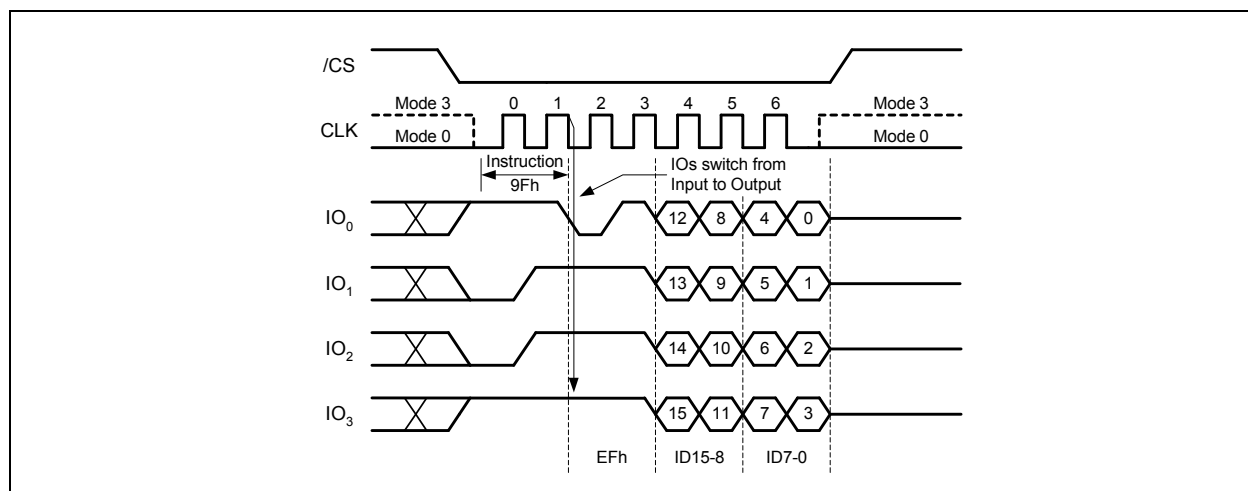 /CS
Mode 3 0 1 2 3 4 5 6 Mode 3
CLK
Mode 0 Mode 0
Instruction
9Fh
IOs switch from
Input to Output
IO0 12 8 4 0
IO1 13 9 5 1
IO2 14 10 6 2
IO3 15 11 7 3
EFh ID15-8 ID7-0